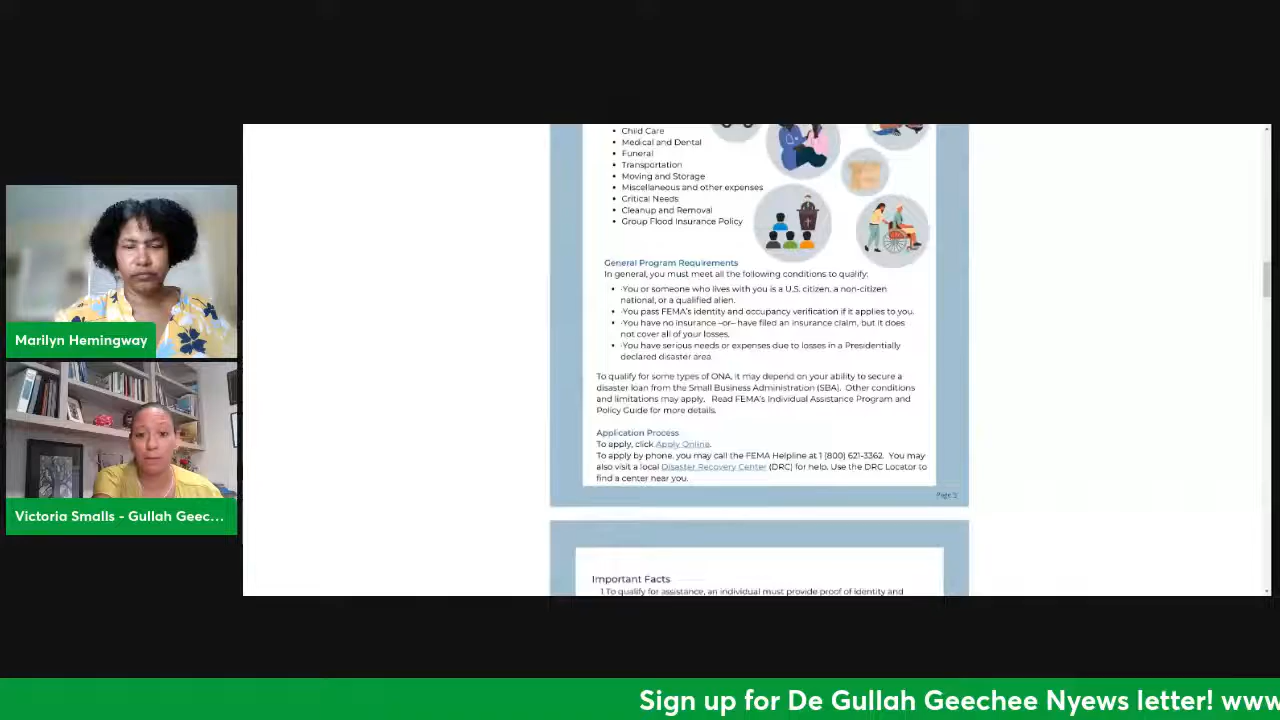 Marilyn Hemingway
Victoria Smalls - Gullah Geec...
Child Care
Medical and Dental
Funeral
Transportation
Moving and Storage
Miscellaneous and other expenses
Critical Needs
Cleanup and Removal
Group Flood Insurance Policy
General Program Requirements
In general, you must meet all the following conditions to qualify:
·You or someone who lives with you is a U.S. citizen, a non-citizen
national, or a qualified alien.
·You pass FEMA's identity and occupancy verification if it applies to you.
·You have no insurance –or– have filed an insurance claim, but it does
not cover all of your losses.
·You have serious needs or expenses due to losses in a Presidentially
declared disaster area
To qualify for some types of ONA, it may depend on your ability to secure a
disaster loan from the Small Business Administration (SBA). Other conditions
and limitations may apply. Read FEMA's Individual Assistance Program and
Policy Guide for more details.
Application Process
To apply, click Apply Online.
To apply by phone, you may call the FEMA Helpline at 1 (800) 621-3362. You may
also visit a local Disaster Recovery Center (DRC) for help. Use the DRC Locator to
find a center near you.
Important Facts
1 To qualify for assistance, an individual must provide proof of identity and
Sign up for De Gullah Geechee Nyews letter! www